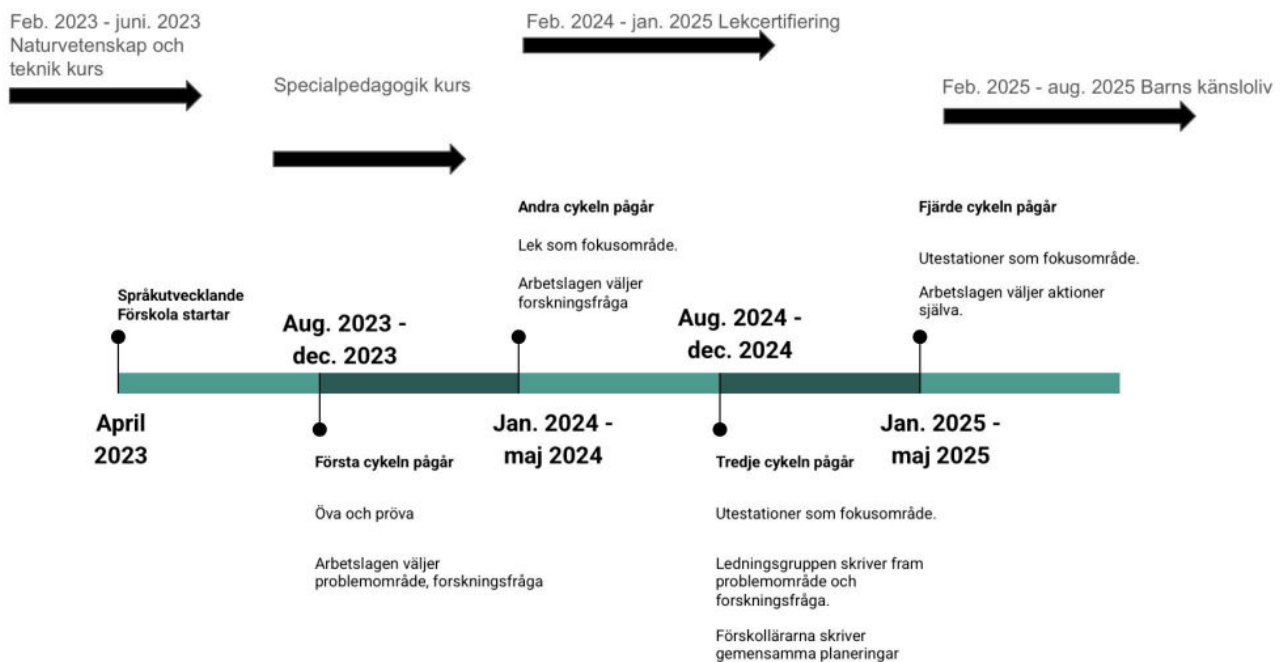 Feb. 2023 - juni. 2023
Naturvetenskap och
teknik kurs
Specialpedagogik kurs
Feb. 2024 - jan. 2025 Lekcertifiering
Feb. 2025 - aug. 2025 Barns känsloliv
Språkutvecklande
Förskola startar
April
2023
Aug. 2023 -
dec. 2023
Första cykeln pågår
Öva och pröva
Arbetslagen väljer
problemområde, forskningsfråga
Andra cykeln pågår
Lek som fokusområde.
Arbetslagen väljer
forskningsfråga
Jan. 2024 -
maj 2024
Aug. 2024 -
dec. 2024
Tredje cykeln pågår
Utestationer som fokusområde.
Ledningsgruppen skriver fram
problemområde och
forskningsfråga.
Förskollärarna skriver
gemensamma planeringar
Fjärde cykeln pågår
Utestationer som fokusområde.
Arbetslagen väljer aktioner
själva.
Jan. 2025 -
maj 2025